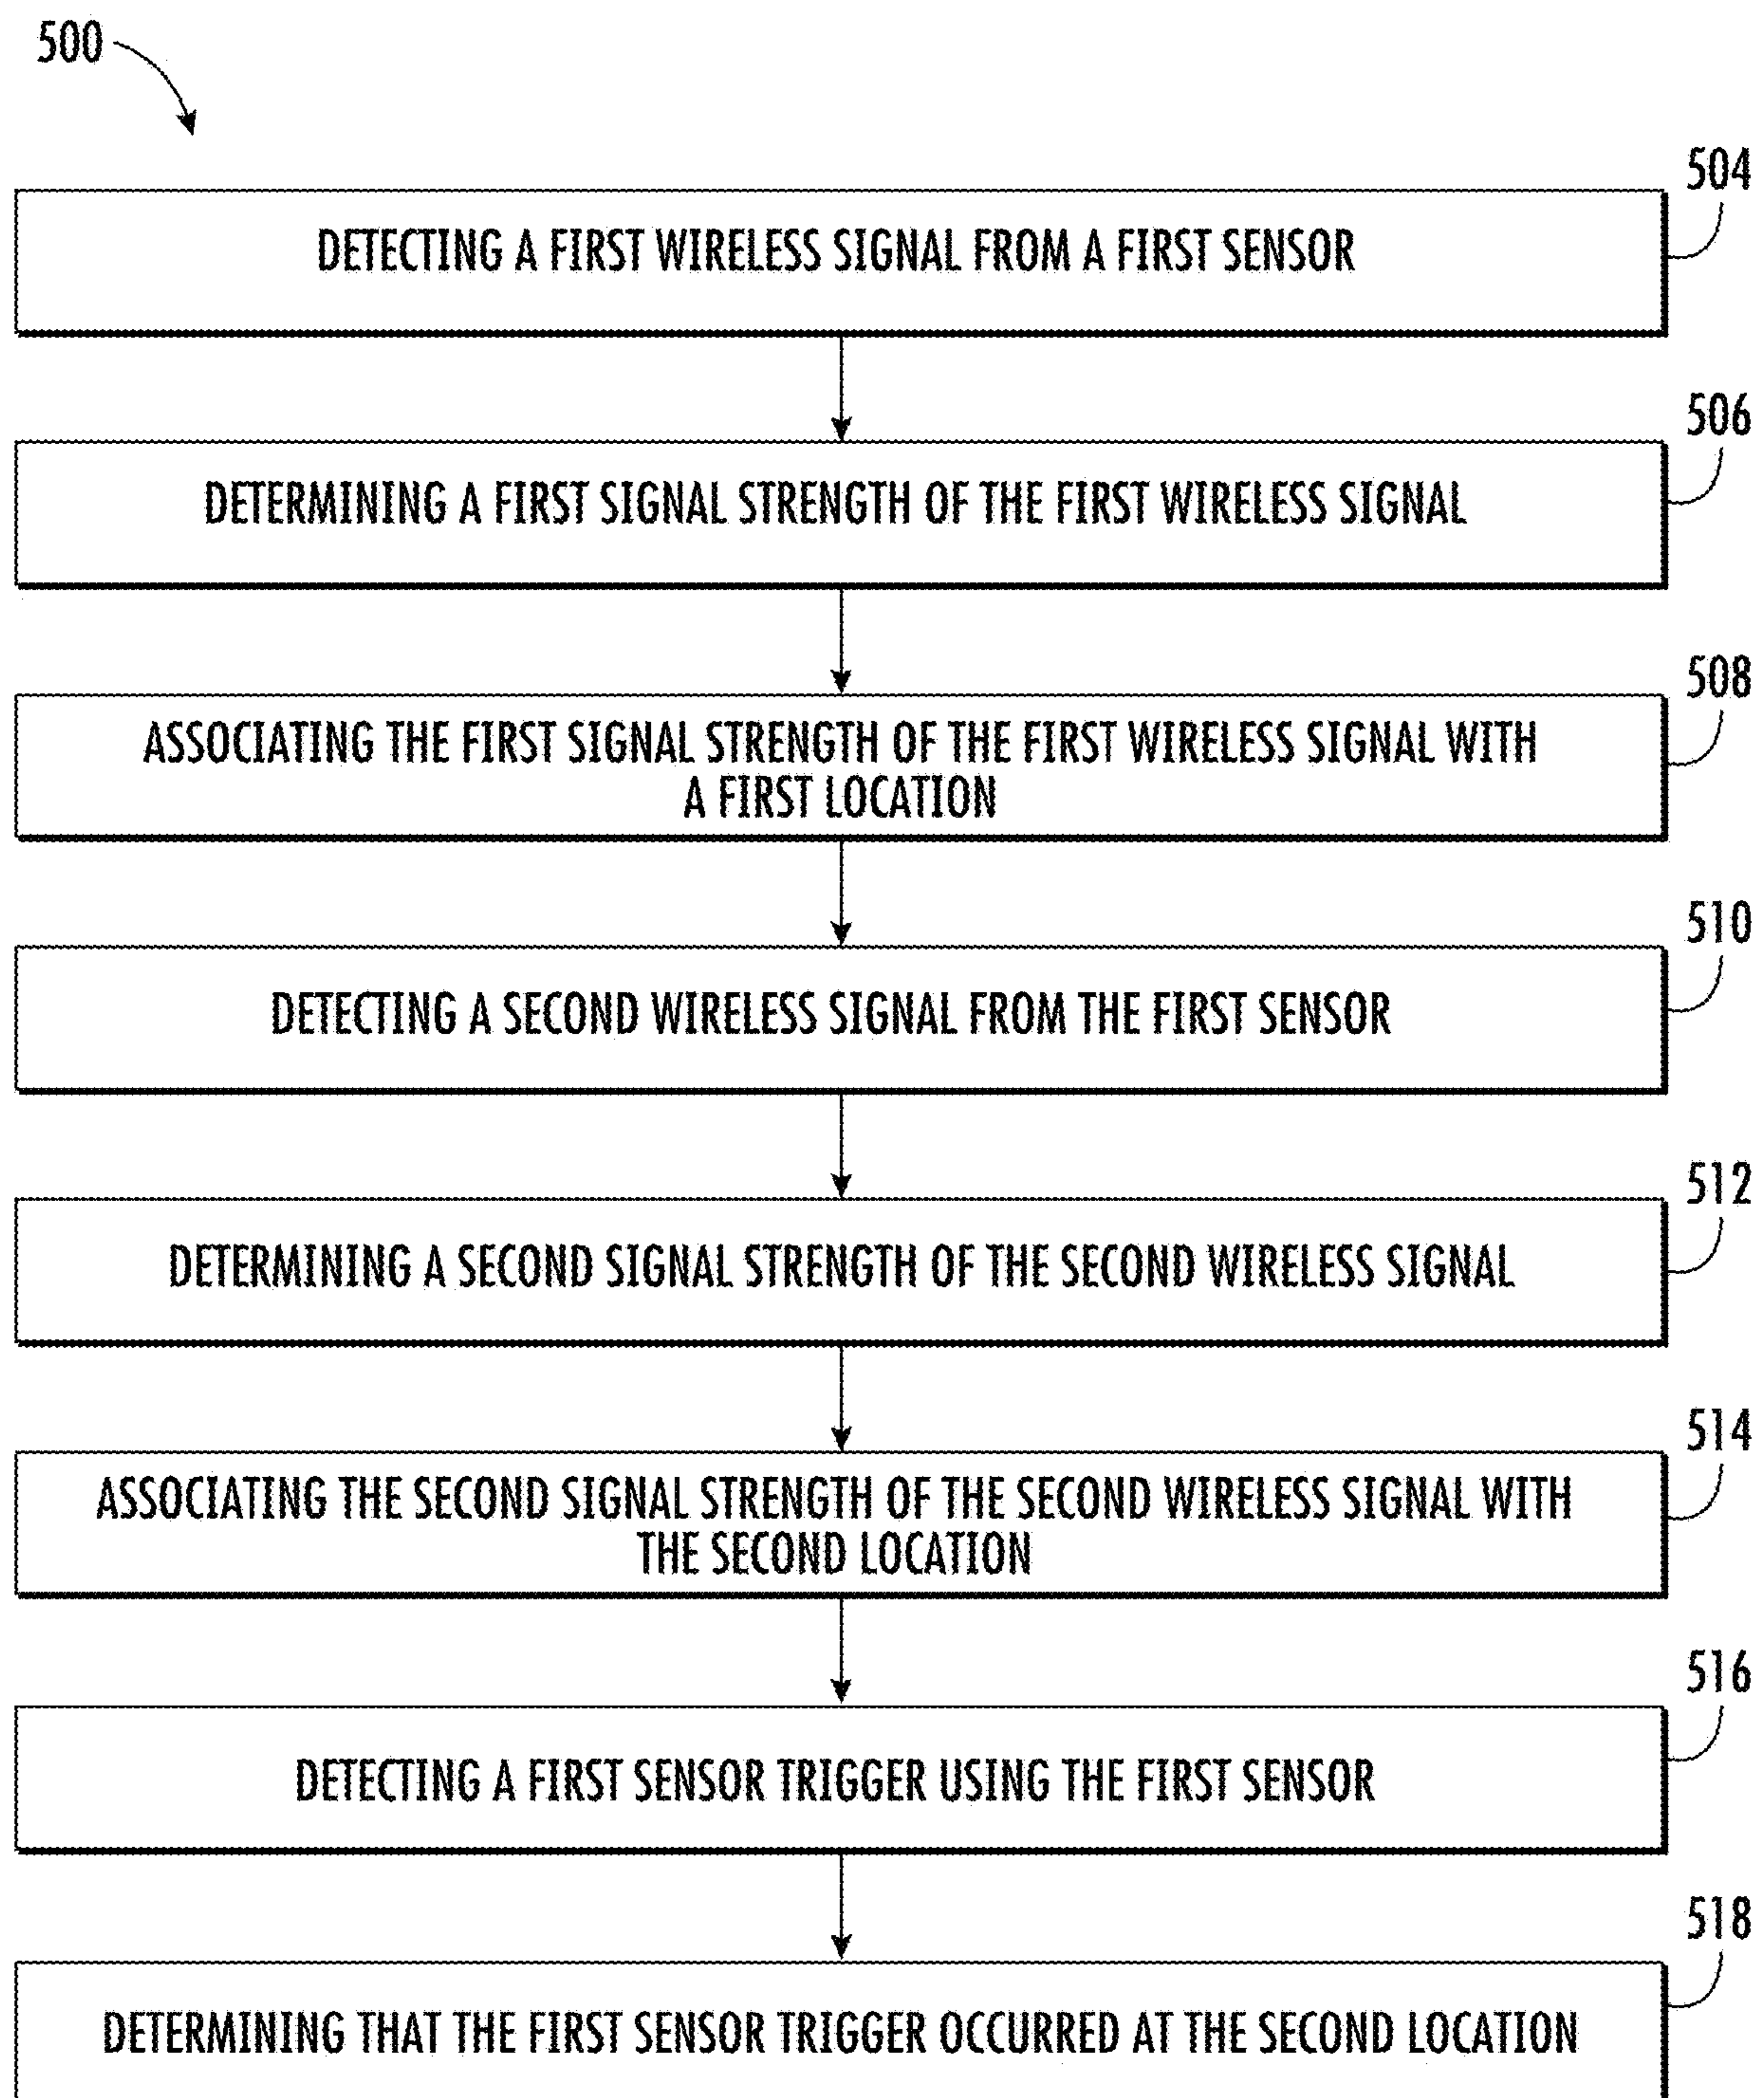 500
504
DETECTING A FIRST WIRELESS SIGNAL FROM A FIRST SENSOR
506
DETERMINING A FIRST SIGNAL STRENGTH OF THE FIRST WIRELESS SIGNAL
508
ASSOCIATING THE FIRST SIGNAL STRENGTH OF THE FIRST WIRELESS SIGNAL WITH
A FIRST LOCATION
510
DETECTING A SECOND WIRELESS SIGNAL FROM THE FIRST SENSOR
512
DETERMINING A SECOND SIGNAL STRENGTH OF THE SECOND WIRELESS SIGNAL
514
ASSOCIATING THE SECOND SIGNAL STRENGTH OF THE SECOND WIRELESS SIGNAL WITH
THE SECOND LOCATION
516
DETECTING A FIRST SENSOR TRIGGER USING THE FIRST SENSOR
518
DETERMINING THAT THE FIRST SENSOR TRIGGER OCCURRED AT THE SECOND LOCATION